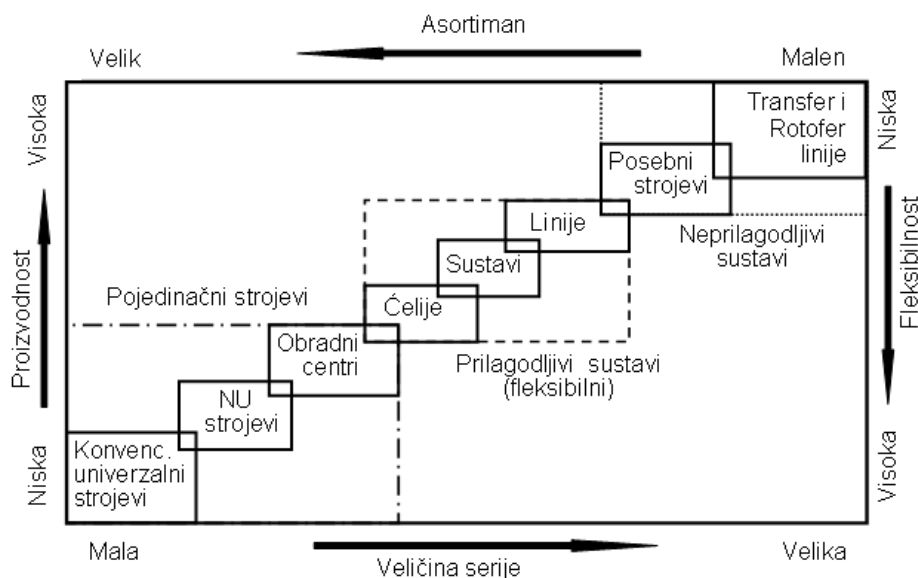 Asortiman
Velik
Malen
Visoka
Niska
Transfer i
Rotofer
linije
Posebni
strojevi
Linije
Neprilagodljivi
sustavi
Sustavi
Fleksibilnost
Proizvodnost
Pojedinačni strojevi
Ćelije
Obradni
centri
Prilagodljivi sustavi
(fleksibilni)
NU
strojevi
Konvenc.
univerzalni
strojevi
Niska
Visoka
Mala
Veličina serije
Velika